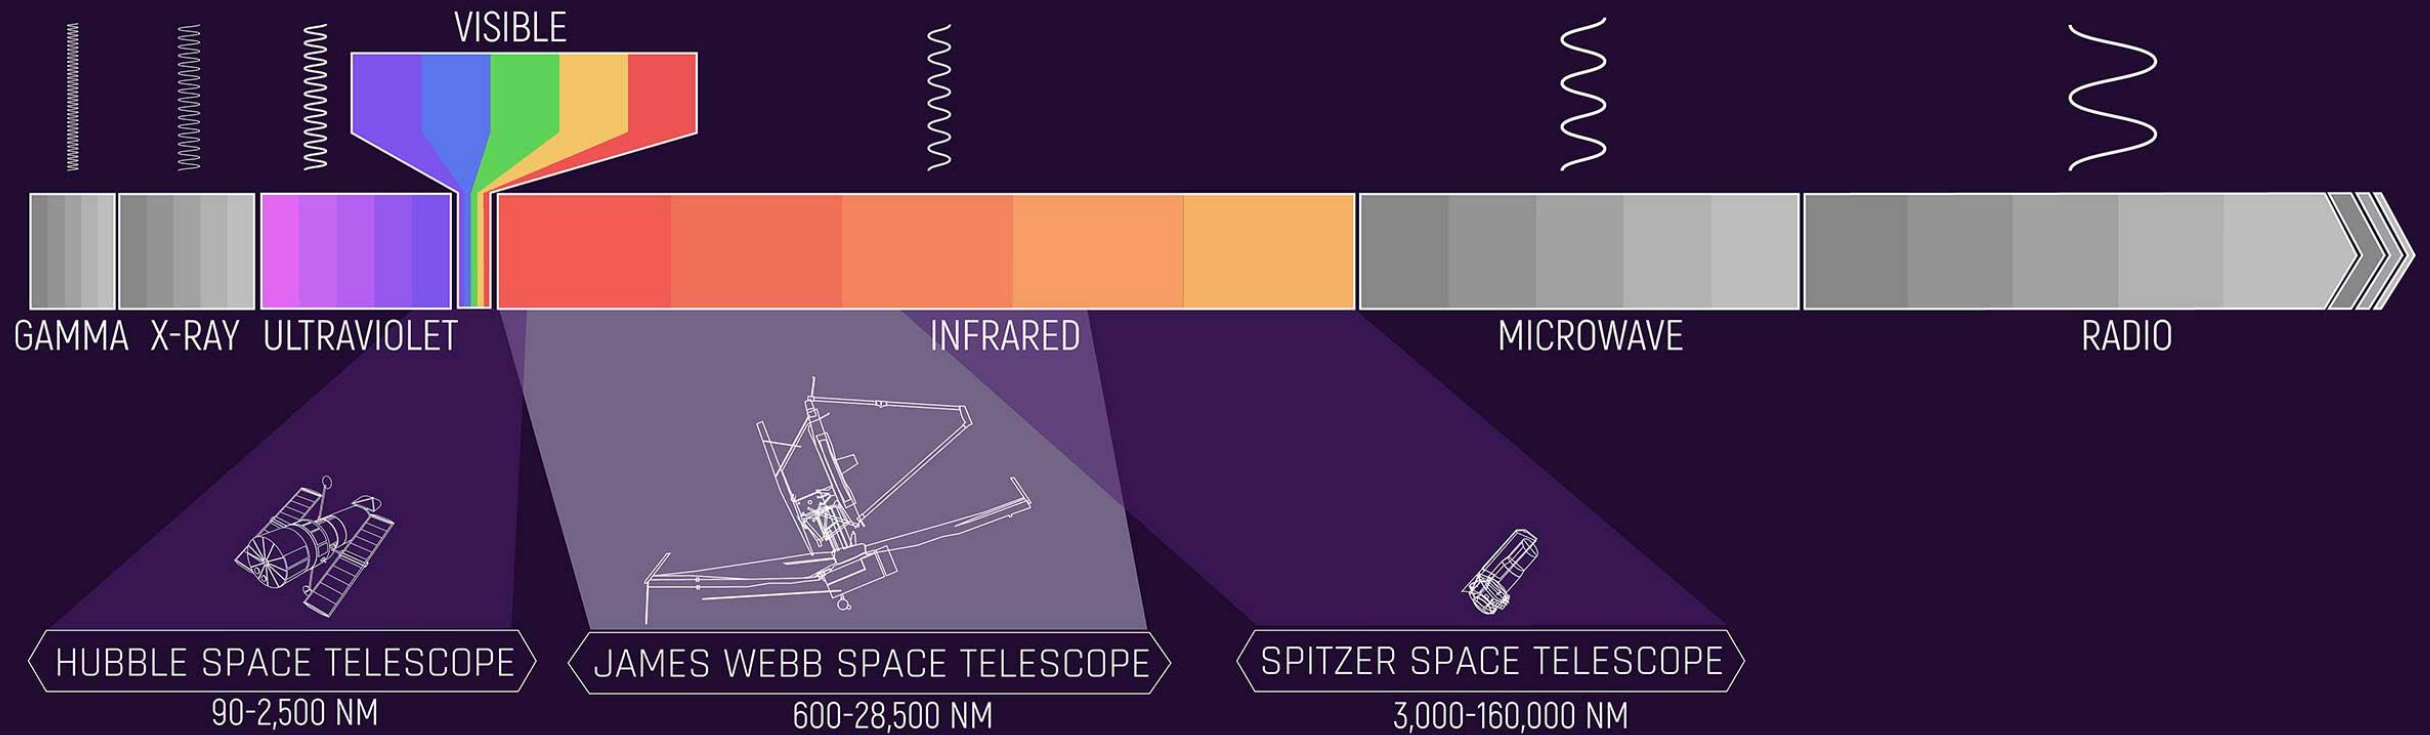 VISIBLE
GAMMA
X-RAY
ULTRAVIOLET
INFRARED
MICROWAVE
RADIO
HUBBLE SPACE TELESCOPE
90-2,500 NM
JAMES WEBB SPACE TELESCOPE
600-28,500 NM
SPITZER SPACE TELESCOPE
3,000-160,000 NM